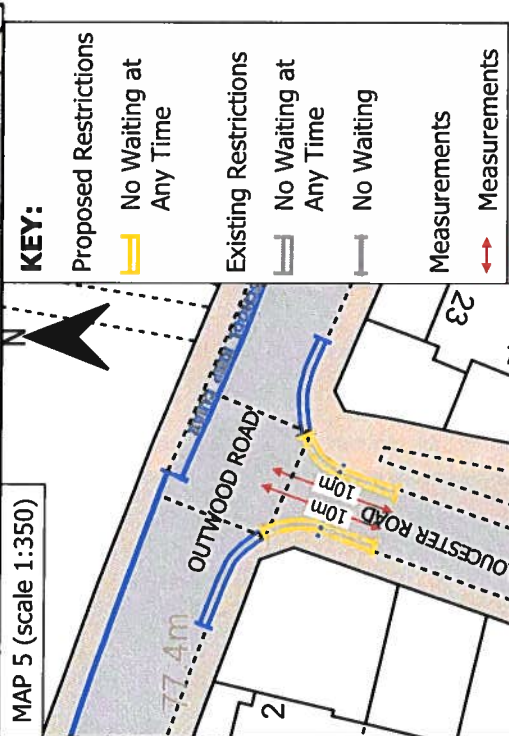 MAP 5 (scale 1:350)
N
OUTWOOD ROAD
10m
10m
LOUCESTER ROAD
77.4m
2
23
KEY:
Proposed Restrictions
No Waiting at
Any Time
Existing Restrictions
No Waiting at
Any Time
No Waiting
Measurements
Measurements